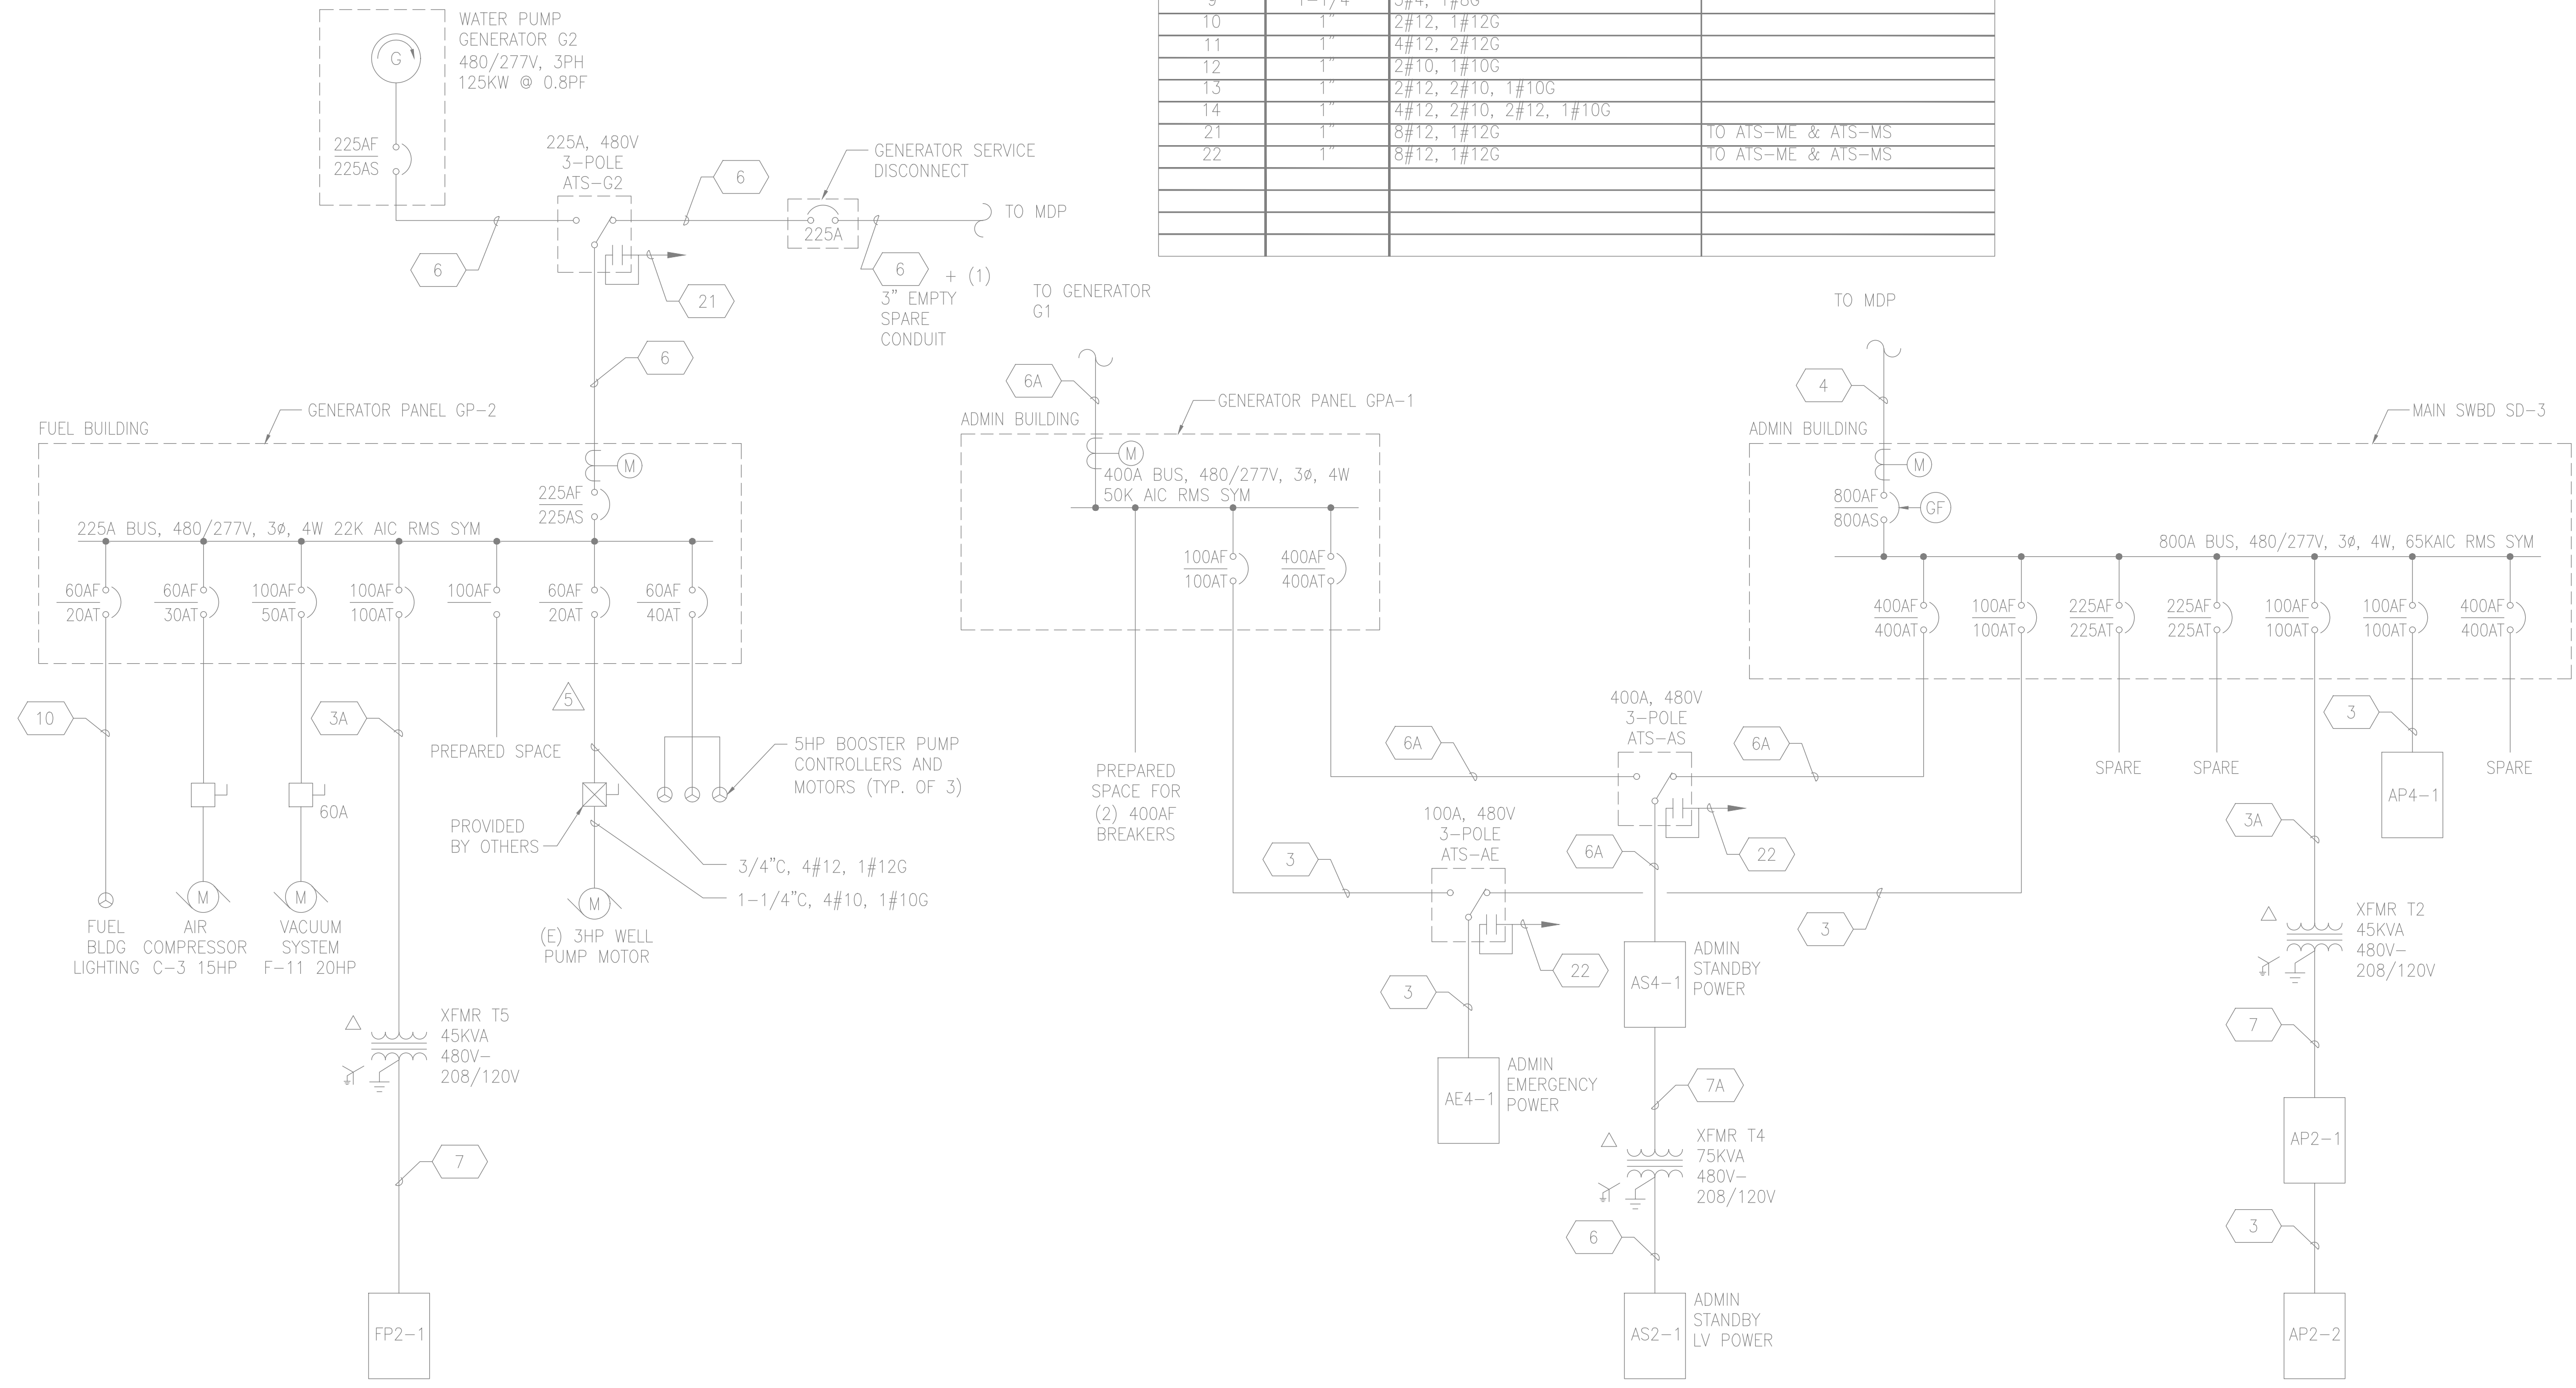 WATER PUMP
GENERATOR G2
480/277V, 3PH
125KW @ 0.8PF
G
225AF
225AS
225A, 480V
3-POLE
ATS-G2
GENERATOR SERVICE
DISCONNECT
6
225A
TO MDP
6
6
+ (1)
3" EMPTY
SPARE
CONDUIT
21
6
9 1-1/4" 3#4, 1#8G
10 1" 2#12, 1#12G
11 1" 4#12, 2#12G
12 1" 2#10, 1#10G
13 1" 2#12, 2#10, 1#10G
14 1" 4#12, 2#10, 2#12, 1#10G
21 1" 8#12, 1#12G TO ATS-ME & ATS-MS
22 1" 8#12, 1#12G TO ATS-ME & ATS-MS
GENERATOR PANEL GP-2
FUEL BUILDING
M
225AF
225AS
225A BUS, 480/277V, 3ø, 4W 22K AIC RMS SYM
60AF
20AT
60AF
30AT
100AF
50AT
100AF
100AT
100AF
60AF
20AT
60AF
40AT
10
3A
PREPARED SPACE
5
5HP BOOSTER PUMP
CONTROLLERS AND
MOTORS (TYP. OF 3)
60A
PROVIDED
BY OTHERS
3/4"C, 4#12, 1#12G
1-1/4"C, 4#10, 1#10G
FUEL
BLDG
LIGHTING
M
AIR
COMPRESSOR
C-3 15HP
M
VACUUM
SYSTEM
F-11 20HP
M
(E) 3HP WELL
PUMP MOTOR
XFMR T5
45KVA
480V-
208/120V
7
FP2-1
TO GENERATOR
G1
6A
ADMIN BUILDING
GENERATOR PANEL GPA-1
M
400A BUS, 480/277V, 3ø, 4W
50K AIC RMS SYM
100AF
100AT
400AF
400AT
PREPARED
SPACE FOR
(2) 400AF
BREAKERS
6A
400A, 480V
3-POLE
ATS-AS
6A
3
100A, 480V
3-POLE
ATS-AE
6A
22
3
22
3
AE4-1
ADMIN
EMERGENCY
POWER
AS4-1
ADMIN
STANDBY
POWER
7A
XFMR T4
75KVA
480V-
208/120V
6
AS2-1
ADMIN
STANDBY
LV POWER
TO MDP
4
ADMIN BUILDING
MAIN SWBD SD-3
M
800AF
800AS
GF
800A BUS, 480/277V, 3ø, 4W, 65KAIC RMS SYM
400AF
400AT
100AF
100AT
225AF
225AT
225AF
225AT
100AF
100AT
100AF
100AT
400AF
400AT
3
SPARE
SPARE
SPARE
AP4-1
3A
XFMR T2
45KVA
480V-
208/120V
7
AP2-1
3
AP2-2